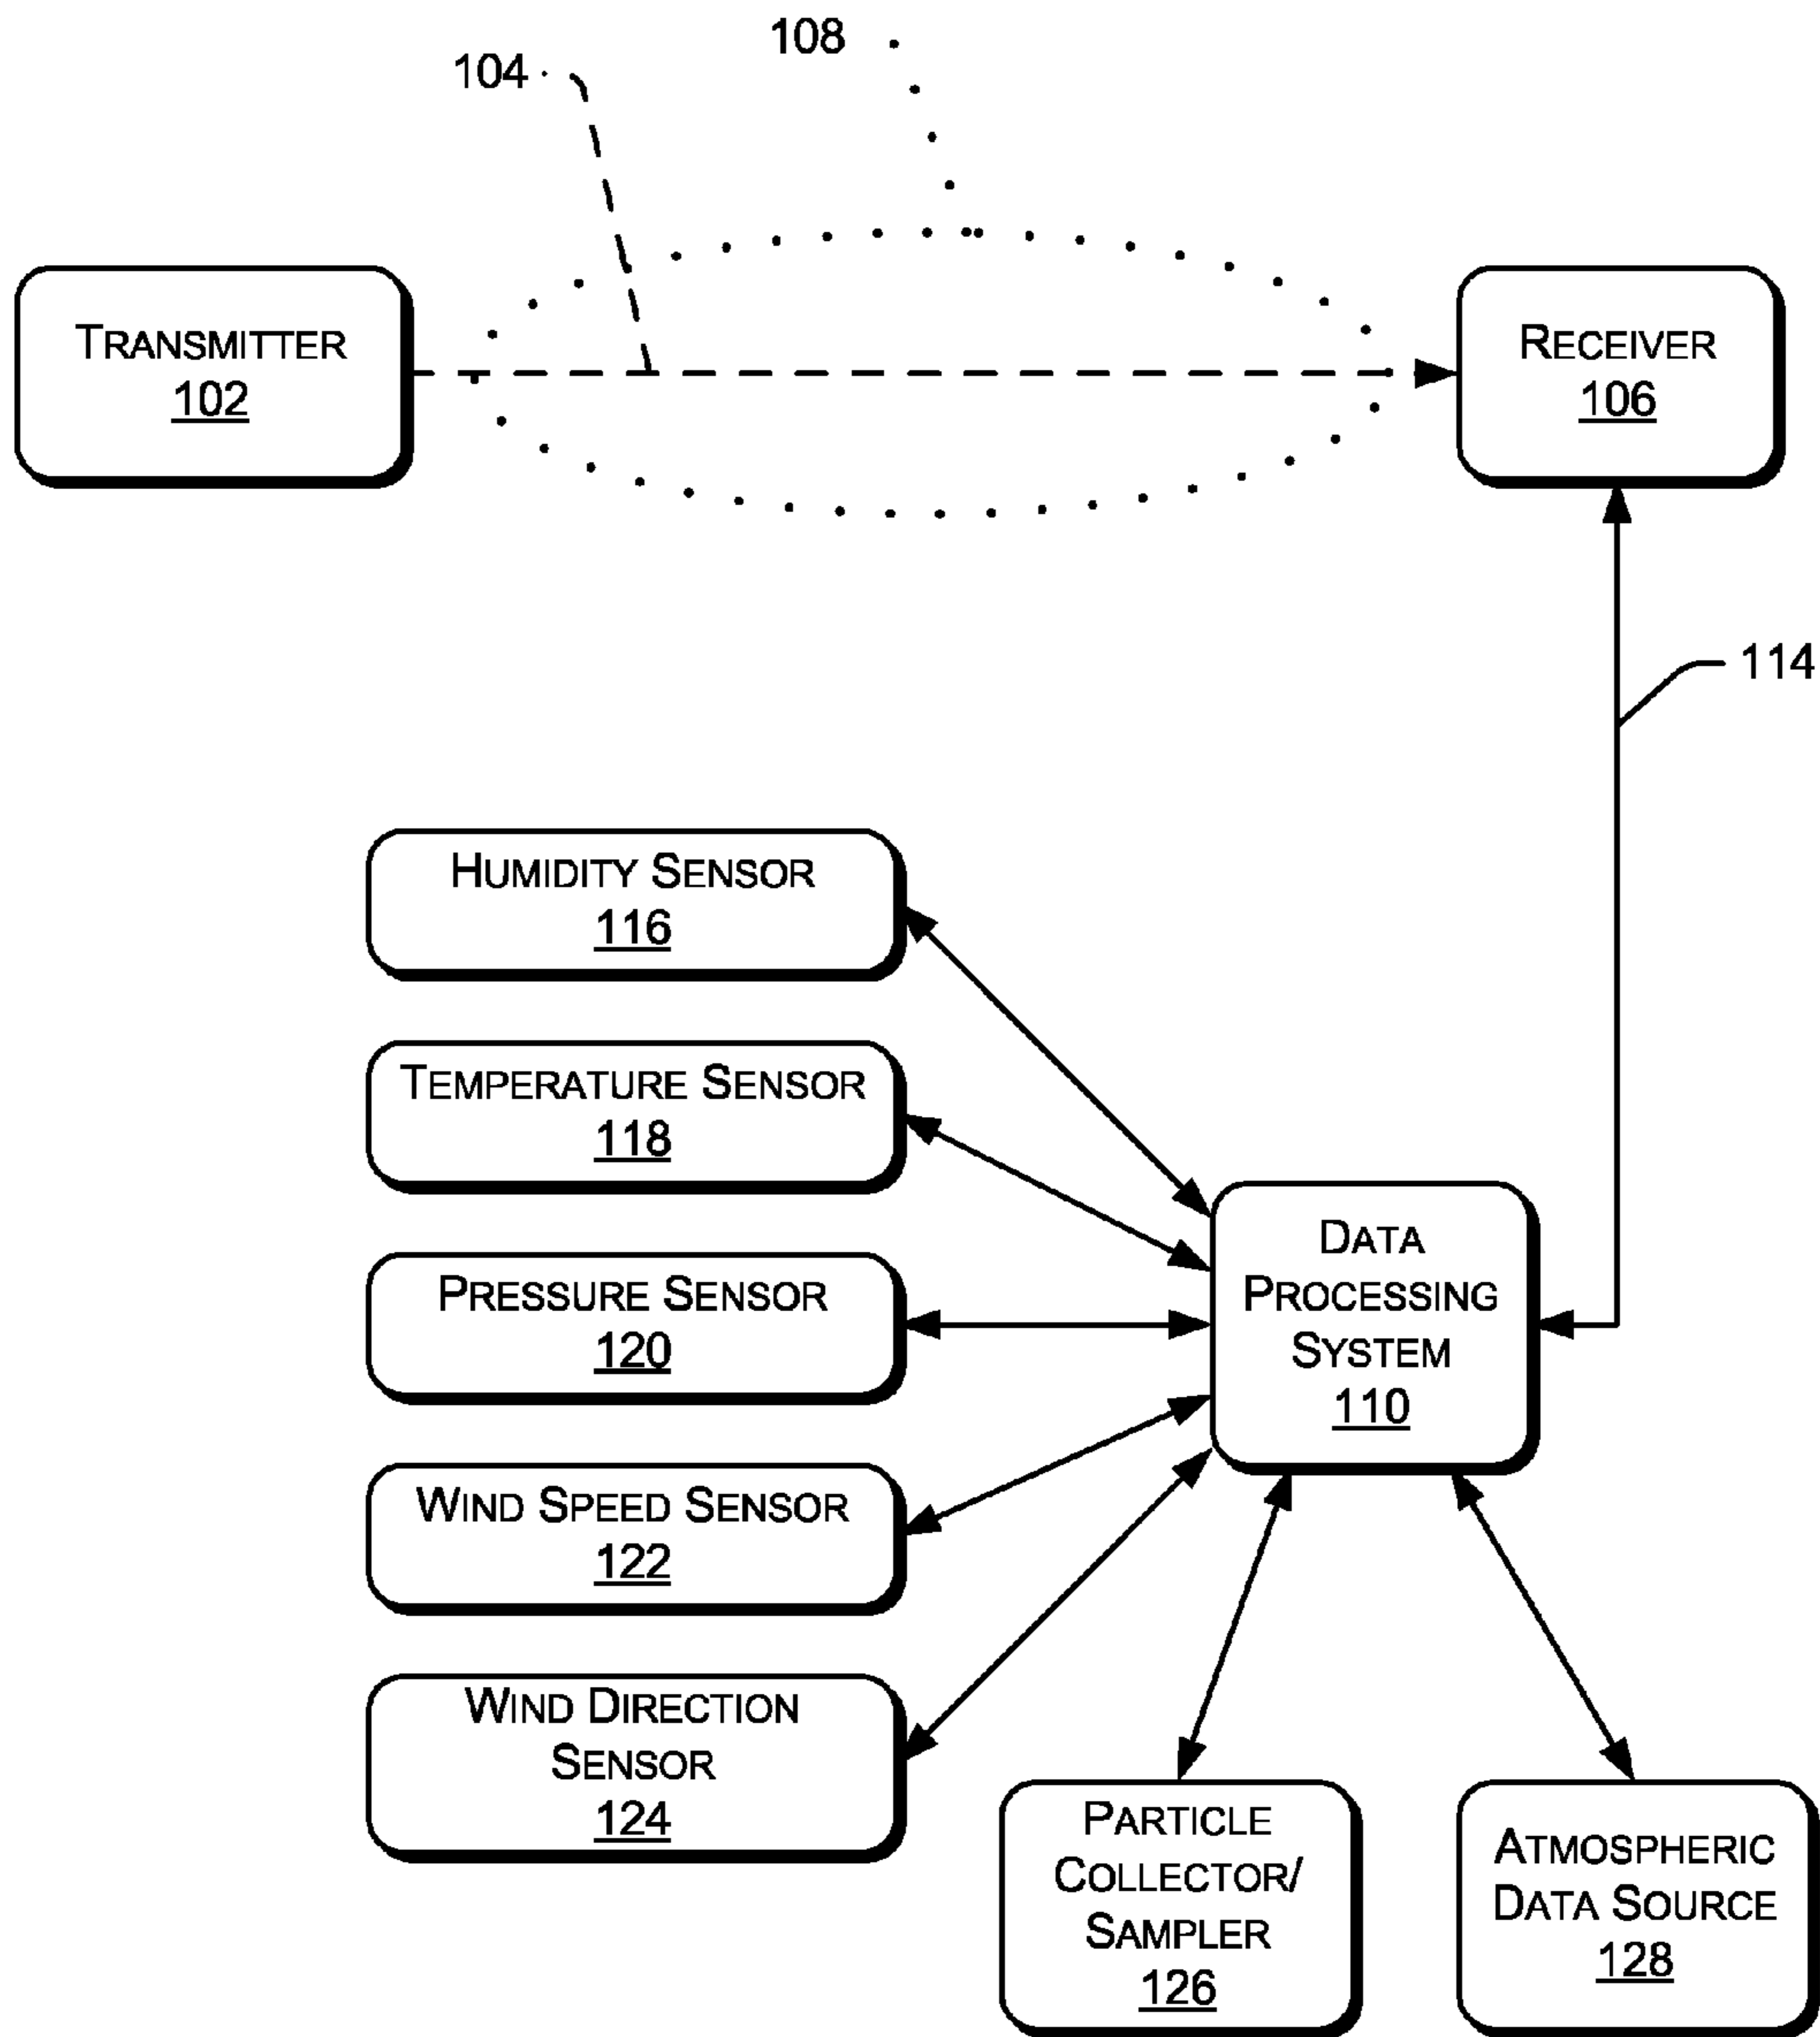 108
104
TRANSMITTER
102
RECEIVER
106
114
HUMIDITY SENSOR
116
TEMPERATURE SENSOR
118
PRESSURE SENSOR
120
WIND SPEED SENSOR
122
WIND DIRECTION
SENSOR
124
DATA
PROCESSING
SYSTEM
110
PARTICLE
COLLECTOR/
SAMPLER
126
ATMOSPHERIC
DATA SOURCE
128